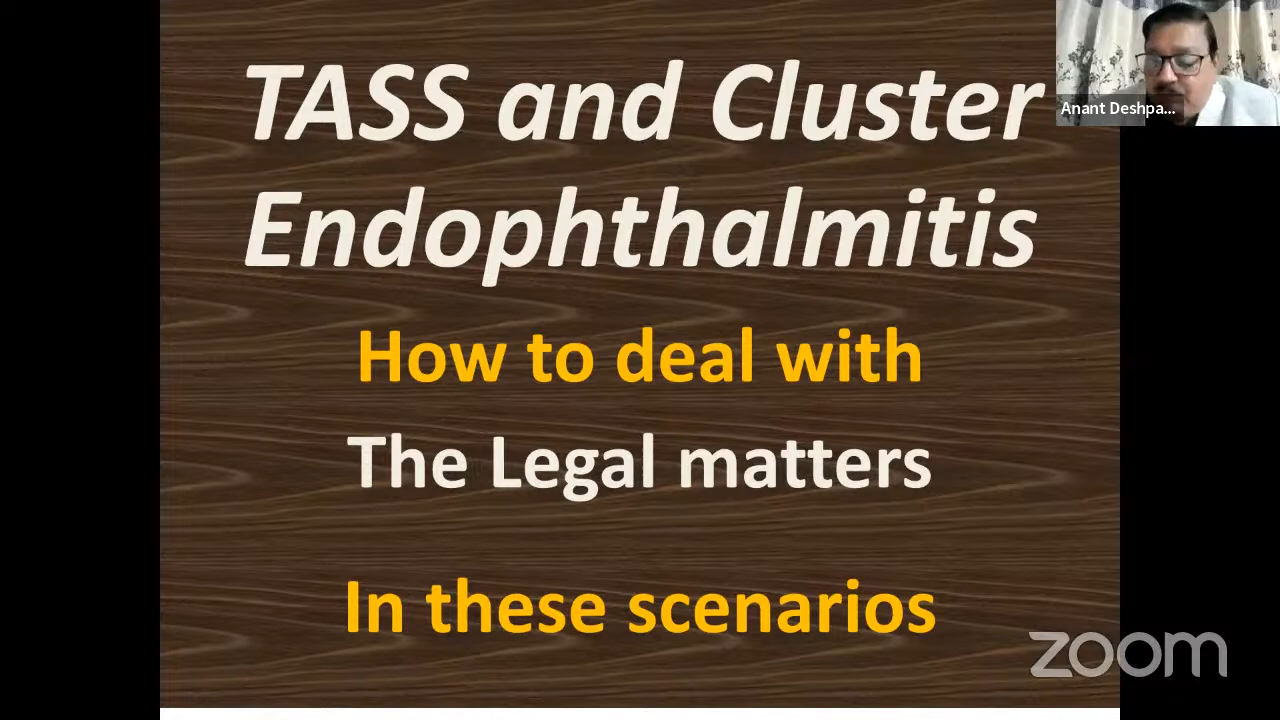 TASS and Cluster
Endophthalmitis
How to deal with
The Legal matters
In these scenarios
Anant Deshpa...
zoom